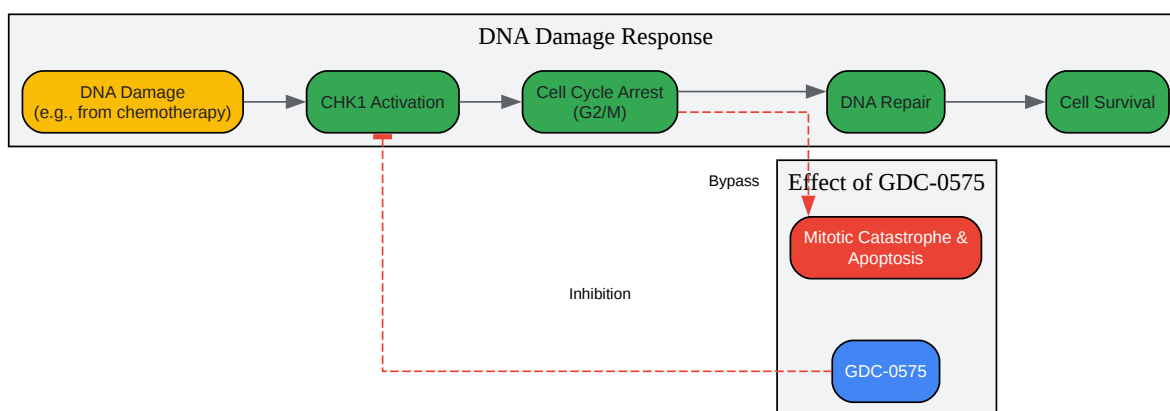 DNA Damage Response
DNA Damage
(e.g., from chemotherapy)
CHK1 Activation
Cell Cycle Arrest
(G2/M)
DNA Repair
Cell Survival
Bypass
Effect of GDC-0575
Mitotic Catastrophe &
Apoptosis
Inhibition
GDC-0575